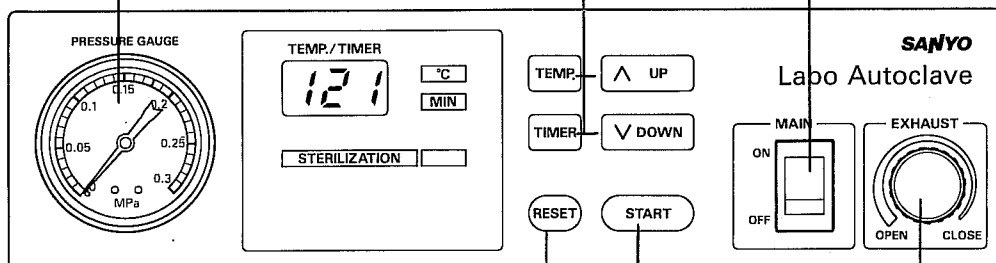 PRESSURE GAUGE
0
0.05
0.1
0.15
0.2
0.25
0.3
MPa
TEMP./TIMER
121
°C
MIN
STERILIZATION
TEMP.
∧ UP
TIMER
∨ DOWN
RESET
START
SANYO
Labo Autoclave
MAIN
ON
OFF
EXHAUST
OPEN
CLOSE